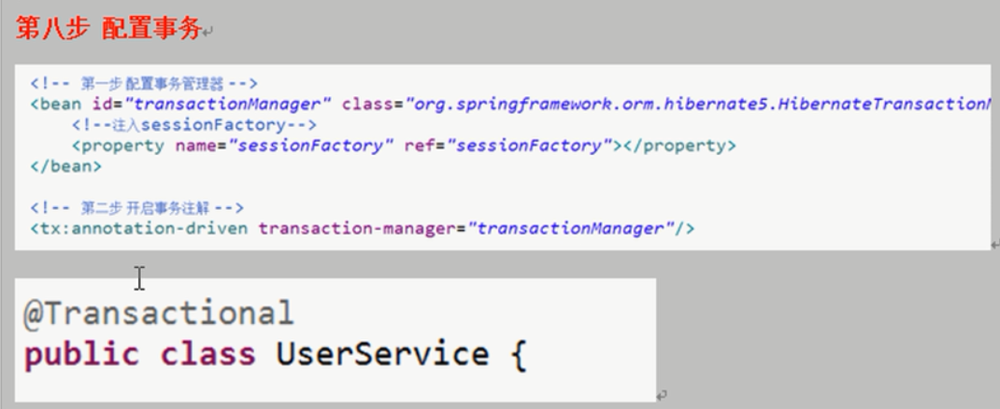 第八步 配置事务
<!-- 第一步 配置事务管理器 -->
<bean id="transactionManager" class="org.springframework.orm.hibernate5.HibernateTransactionM
<!--注入sessionFactory-->
<property name="sessionFactory" ref="sessionFactory"></property>
</bean>
<!-- 第二步 开启事务注解 -->
<tx:annotation-driven transaction-manager="transactionManager"/>
@Transactional
public class UserService {